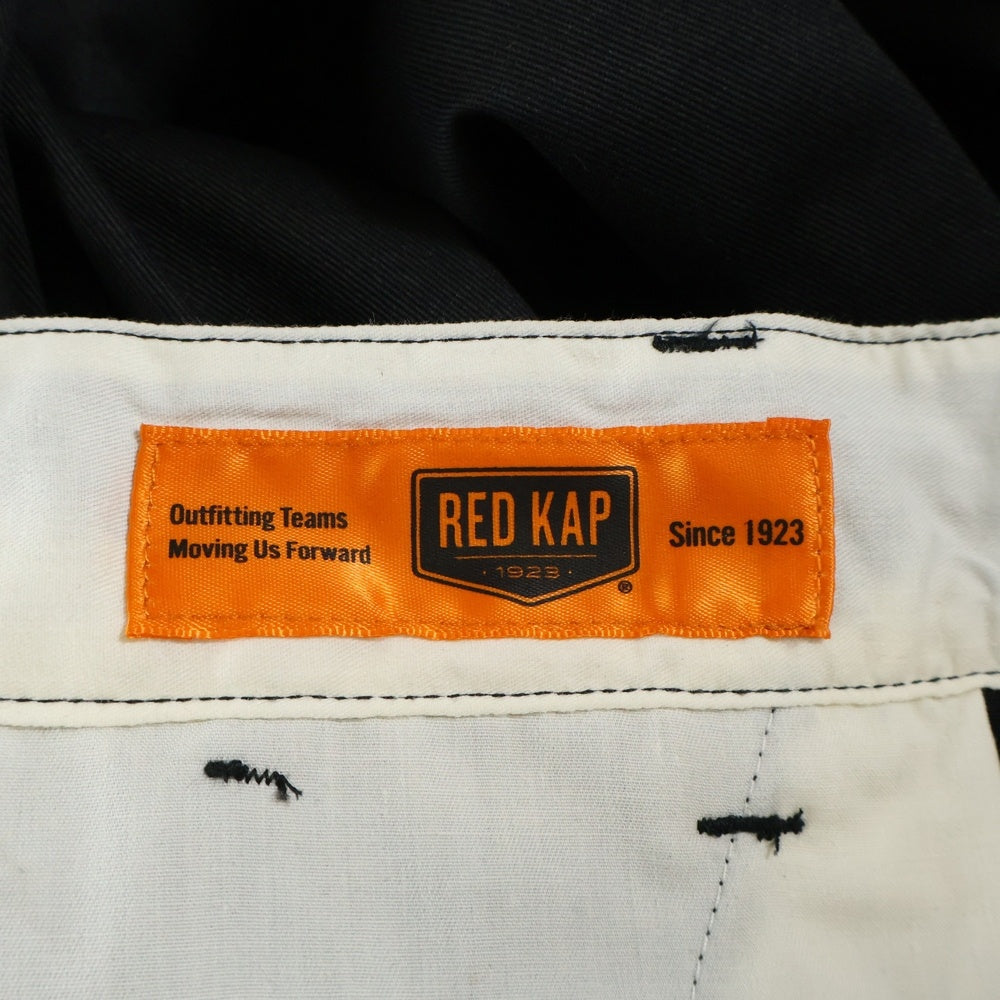 Outfitting Teams
Moving Us Forward
RED KAP
· 1923 ·
®
Since 1923